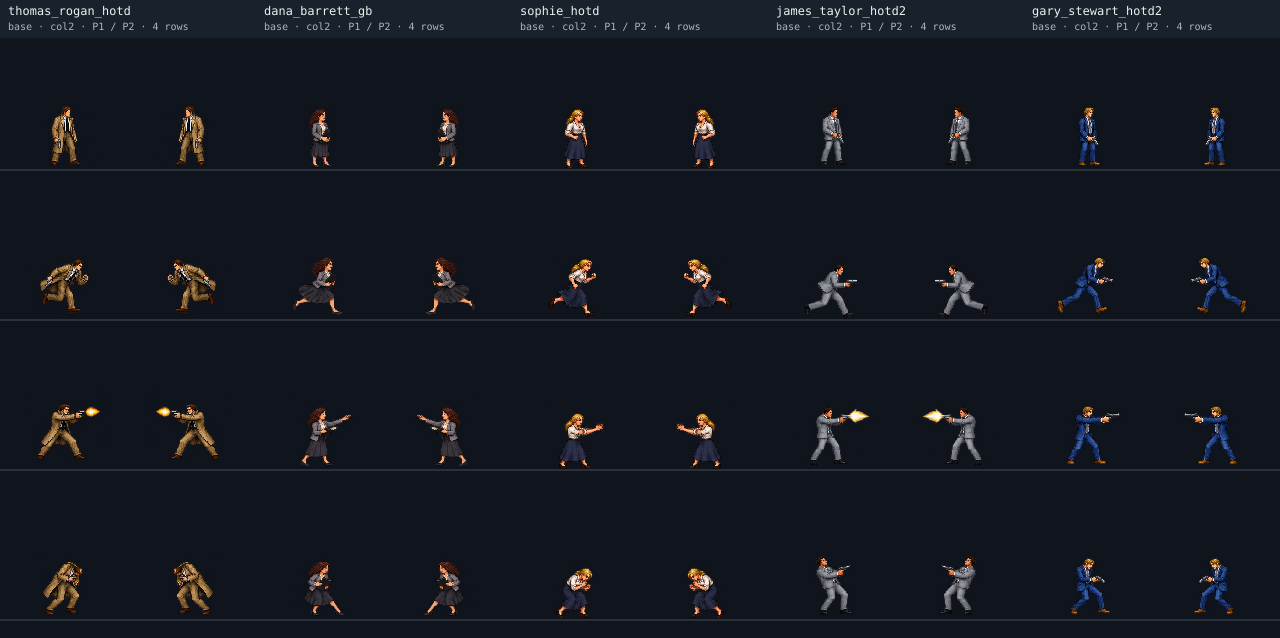 thomas_rogan_hotd
base · col2 · P1 / P2 · 4 rows
dana_barrett_gb
base · col2 · P1 / P2 · 4 rows
sophie_hotd
base · col2 · P1 / P2 · 4 rows
james_taylor_hotd2
base · col2 · P1 / P2 · 4 rows
gary_stewart_hotd2
base · col2 · P1 / P2 · 4 rows